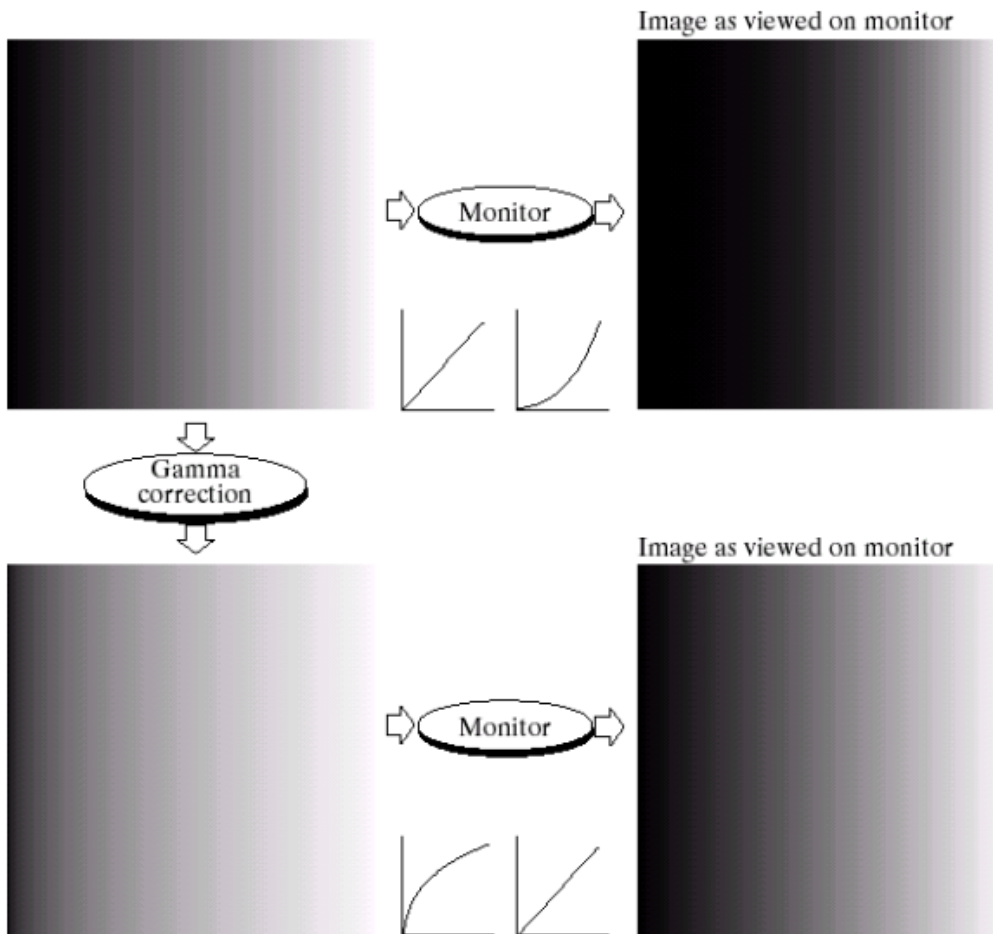 Image as viewed on monitor
Monitor
Gamma
correction
Image as viewed on monitor
Monitor